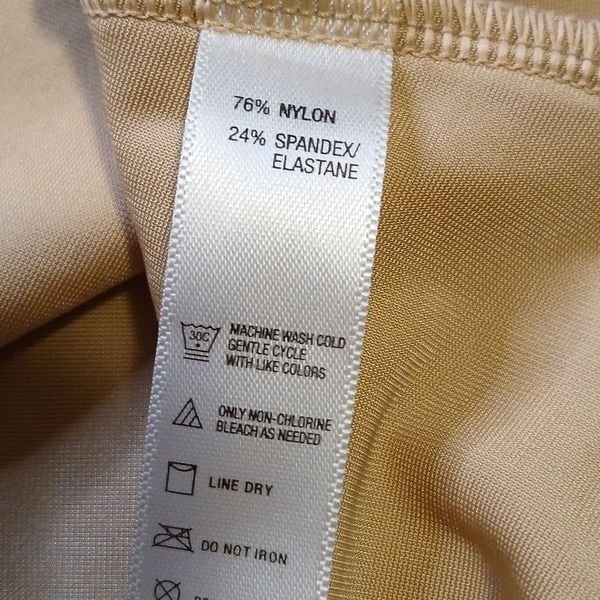 76% NYLON
24% SPANDEX/
ELASTANE
30C
MACHINE WASH COLD
GENTLE CYCLE
WITH LIKE COLORS
ONLY NON-CHLORINE
BLEACH AS NEEDED
LINE DRY
DO NOT IRON